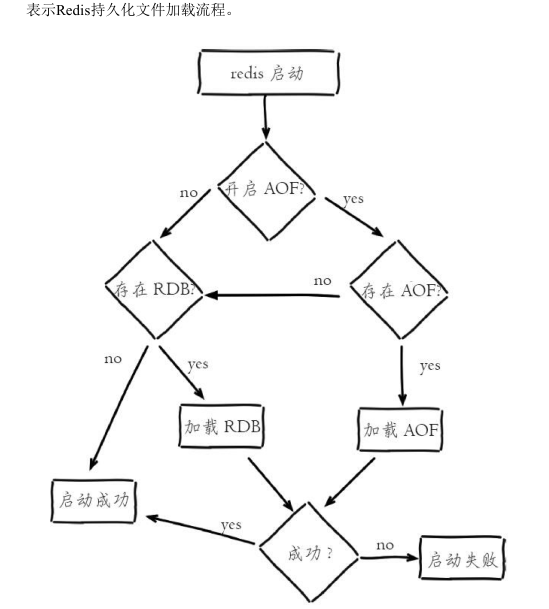 表示Redis持久化文件加载流程。
redis 启动
开启 AOF?
no
yes
存在 RDB?
no
存在 AOF?
no
yes
yes
加载 RDB
加载 AOF
启动成功
yes
成功?
no
启动失败